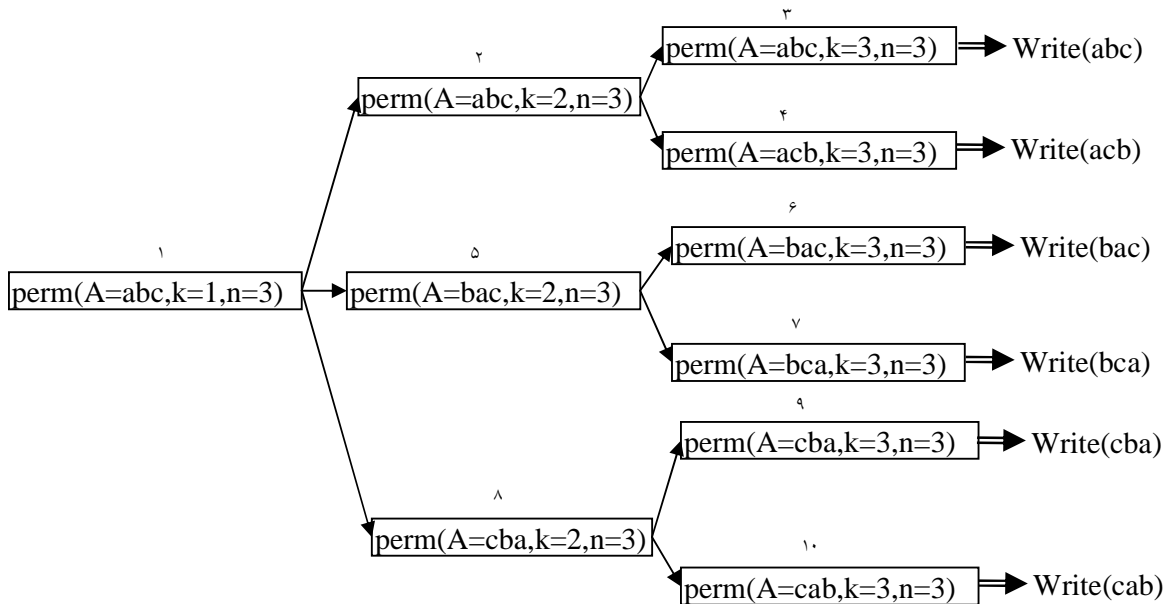 ۳
perm(A=abc,k=3,n=3) Write(abc)
۲
perm(A=abc,k=2,n=3)
۴
perm(A=acb,k=3,n=3) Write(acb)
۶
perm(A=bac,k=3,n=3) Write(bac)
۱
۵
perm(A=abc,k=1,n=3) perm(A=bac,k=2,n=3)
۷
perm(A=bca,k=3,n=3) Write(bca)
۹
perm(A=cba,k=3,n=3) Write(cba)
۸
perm(A=cba,k=2,n=3)
۱۰
perm(A=cab,k=3,n=3) Write(cab)